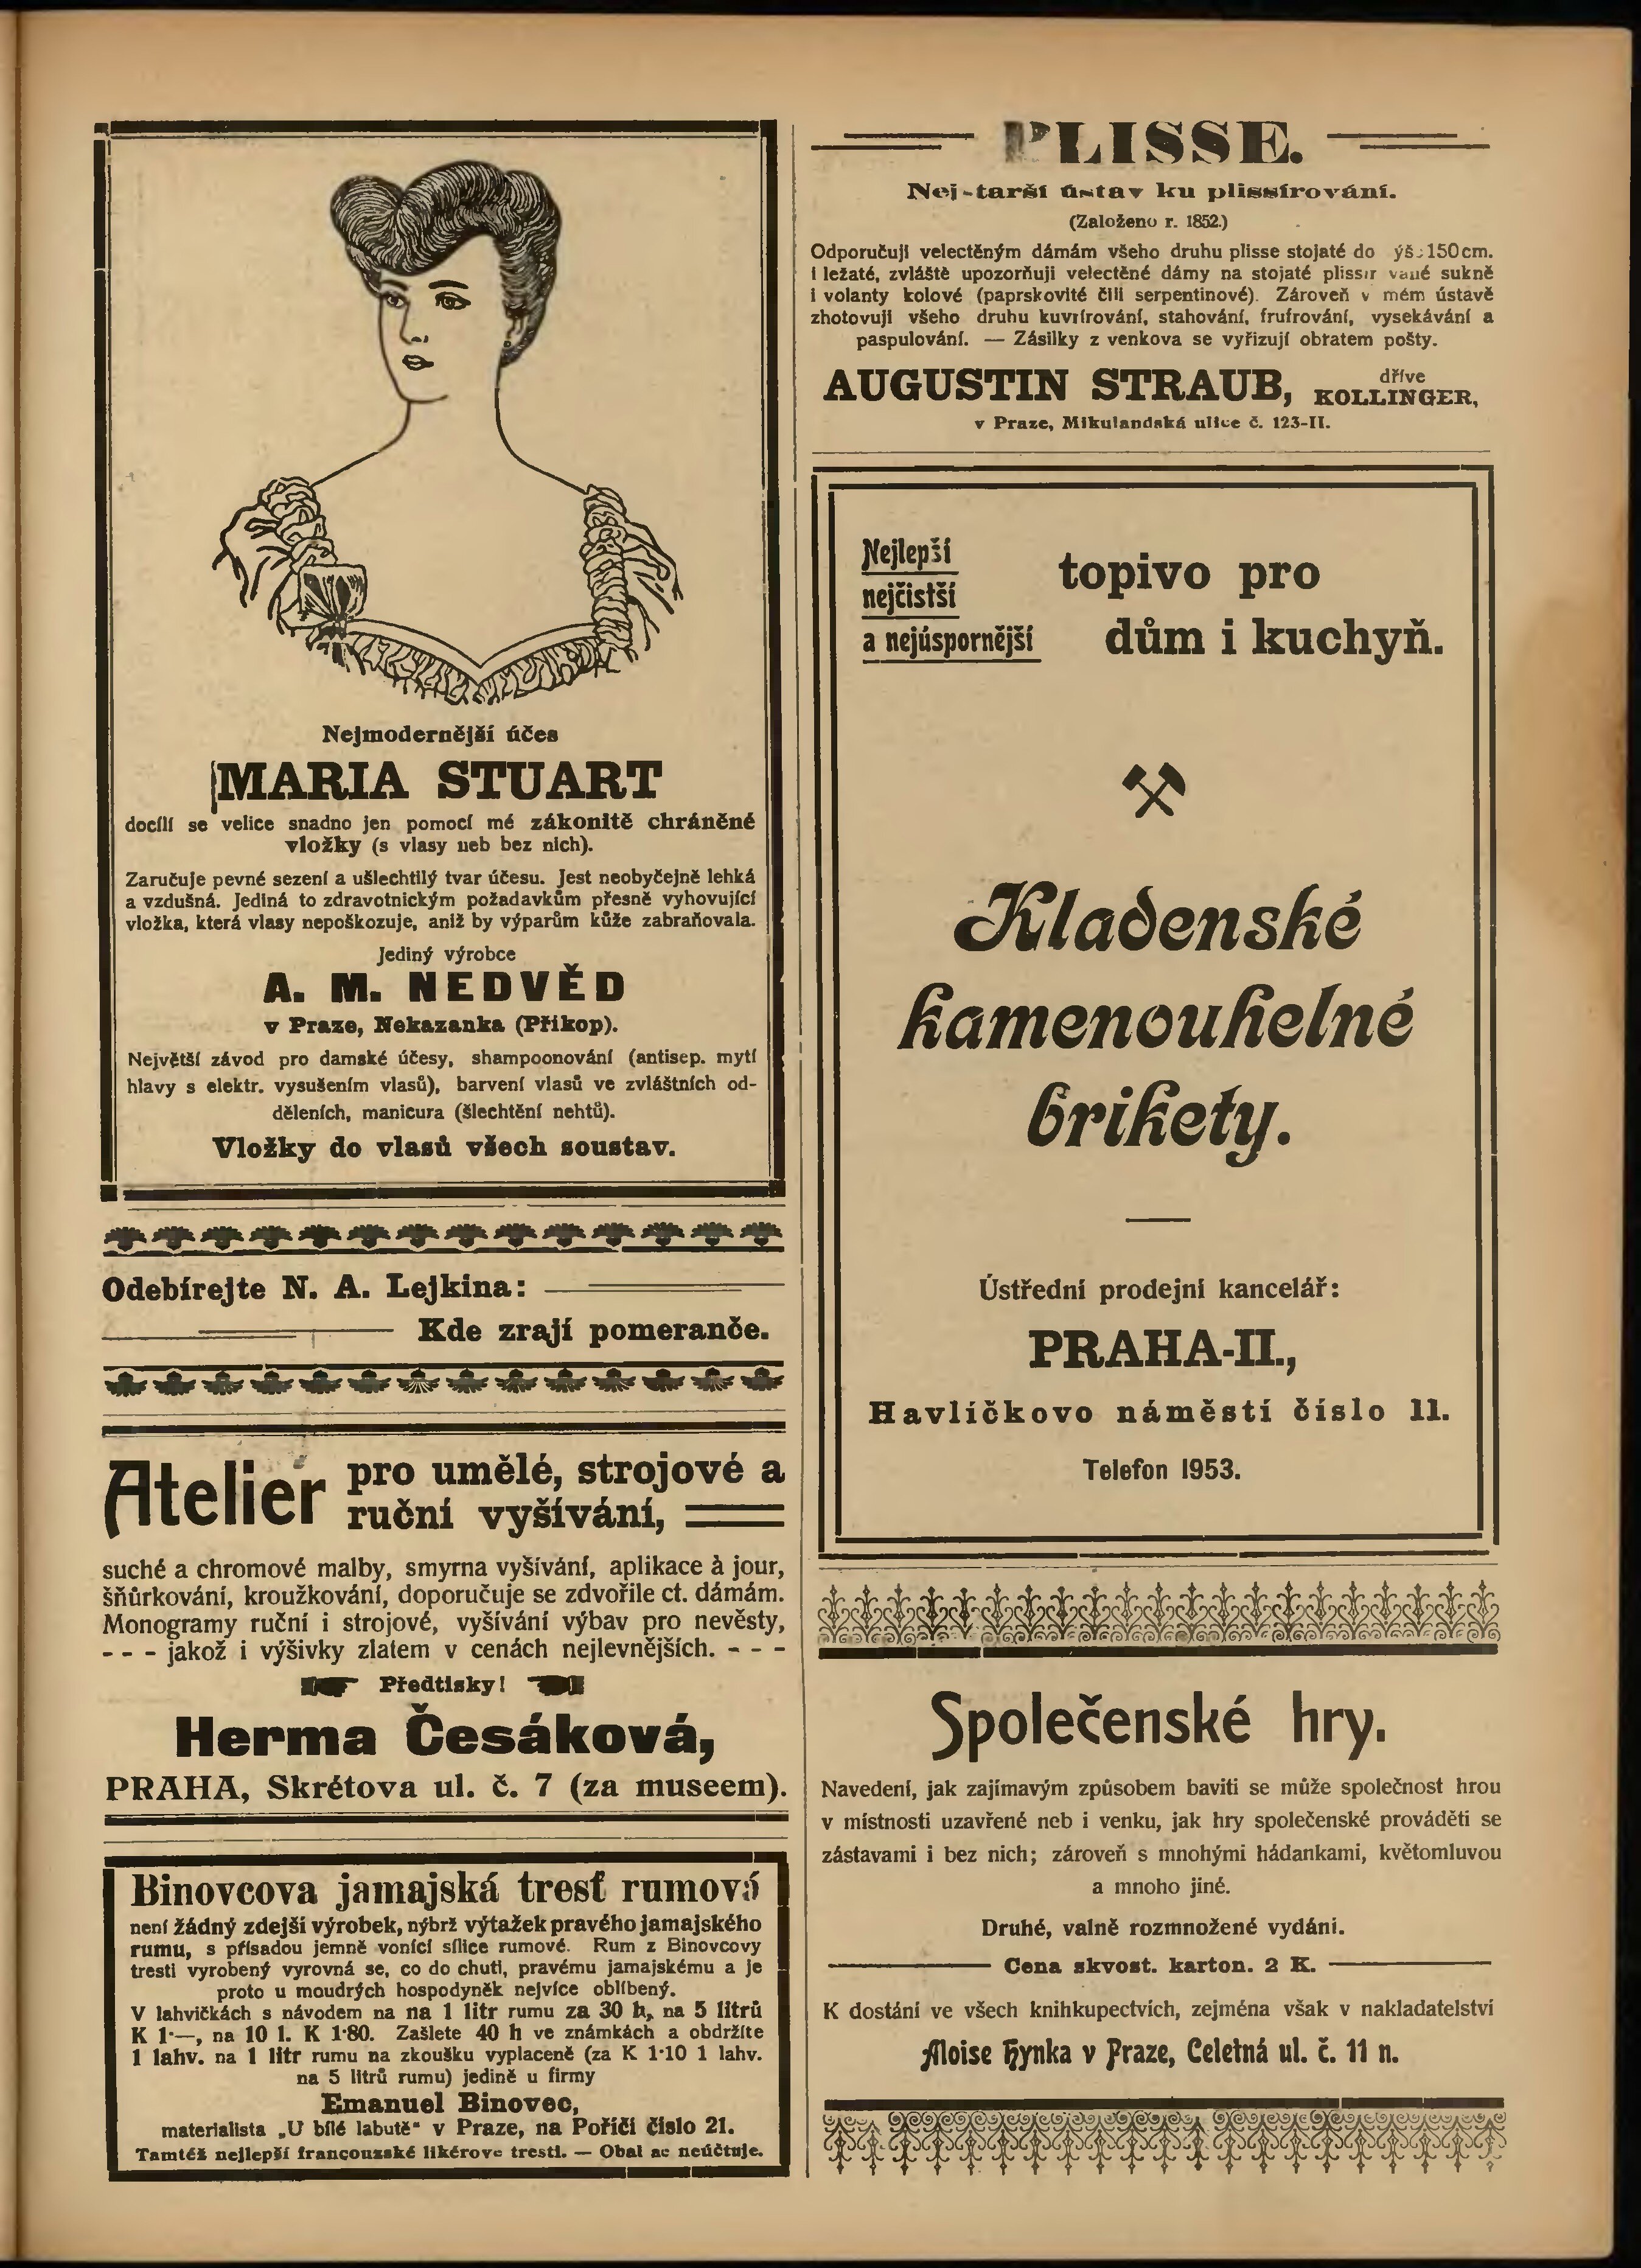 Nejmodernější účes
MARIA STUART
docílí se velice snadno jen pomocí mé zákonitě chráněné
vložky (s vlasy neb bez nich).
Zaručuje pevné sezení a ušlechtilý tvar účesu. Jest neobyčejně lehká
a vzdušná. Jediná to zdravotnickým požadavkům přesně vyhovující
vložka, která vlasy nepoškozuje, aniž by výparům kůže zabraňovala.
Jediný výrobce
A. M. NEDVĚD
v Praze, Nekazanka (Přikop).
Největší závod pro damské účesy, shampoonování (antisep. mytí
hlavy s elektr. vysušením vlasů), barvení vlasů ve zvláštních od-
děleních, manicura (šlechtění nehtů).
Vložky do vlasů všech soustav.
Odebírejte N. A. Lejkina:
Kde zrají pomeranče.
Atelier pro umělé, strojové a
ruční vyšívání,
suché a chromové malby, smyrna vyšívání, aplikace à jour,
šňůrkování, kroužkování, doporučuje se zdvořile ct. dámám.
Monogramy ruční i strojové, vyšívání výbav pro nevěsty,
- - - jakož i výšivky zlatem v cenách nejlevnějších. - - -
Předtisky!
Herma Česáková,
PRAHA, Skrétova ul. č. 7 (za museem).
Binovcova jamajská tresť rumová
není žádný zdejší výrobek, nýbrž výtažek pravého jamajského
rumu, s přísadou jemně vonící silice rumové. Rum z Binovcovy
tresti vyrobený vyrovná se, co do chuti, pravému jamajskému a je
proto u moudrých hospodyněk nejvíce oblíbený.
V lahvičkách s návodem na na 1 litr rumu za 30 h, na 5 litrů
K 1·—, na 10 l. K 1·80. Zašlete 40 h ve známkách a obdržíte
1 lahv. na 1 litr rumu na zkoušku vyplaceně (za K 1·10 1 lahv.
na 5 litrů rumu) jedině u firmy
Emanuel Binovec,
materialista „U bílé labutě“ v Praze, na Poříčí číslo 21.
Tamtéž nejlepší francouzské likérove tresti. — Obal se neúčtuje.
PLISSE.
Nejstarší ústav ku plissírování.
(Založeno r. 1852.)
Odporučuji velectěným dámám všeho druhu plisse stojaté do výš. 150 cm.
i ležaté, zvláště upozorňuji velectěné dámy na stojaté plissirované sukně
i volanty kolové (paprskovité čili serpentinové). Zároveň v mém ústavě
zhotovuji všeho druhu kuvrírování, stahování, frufrování, vysekávání a
paspulování. — Zásilky z venkova se vyřizují obratem pošty.
AUGUSTIN STRAUB, dříve KOLLINGER,
v Praze, Mikulandská ulice č. 123-II.
Nejlepší
nejčistší
a nejúspornější
topivo pro
dům i kuchyň.
Kladenské
kamenouhelné
brikety.
Ústřední prodejní kancelář:
PRAHA-II.,
Havlíčkovo náměstí číslo 11.
Telefon 1953.
Společenské hry.
Navedení, jak zajímavým způsobem baviti se může společnost hrou
v místnosti uzavřené neb i venku, jak hry společenské prováděti se
zástavami i bez nich; zároveň s mnohými hádankami, květomluvou
a mnoho jiné.
Druhé, valně rozmnožené vydání.
Cena skvost. karton. 2 K.
K dostání ve všech knihkupectvích, zejména však v nakladatelství
Aloise Hynka v Praze, Celetná ul. č. 11 n.